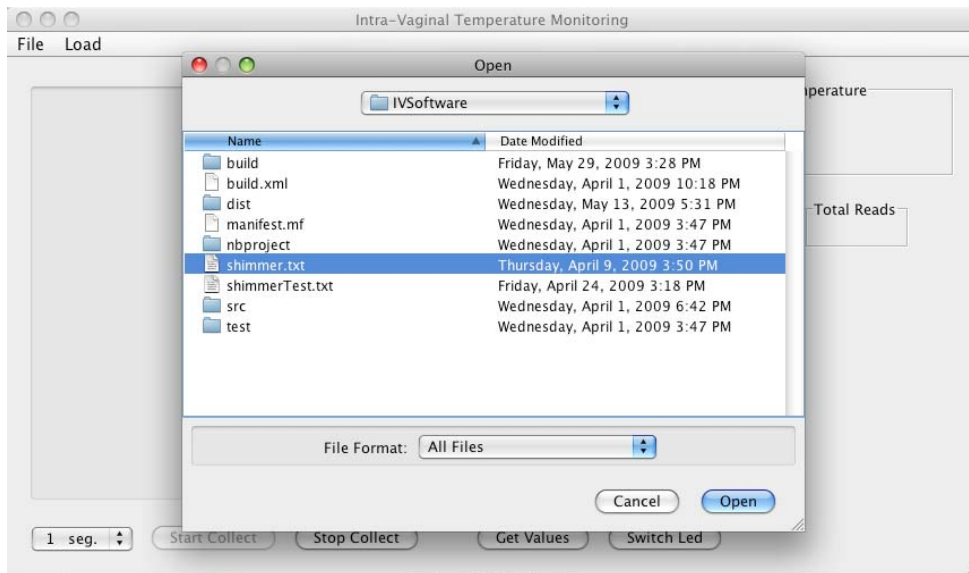 Intra-Vaginal Temperature Monitoring
File Load
Open
IVSoftware
Name Date Modified
build Friday, May 29, 2009 3:28 PM
build.xml Wednesday, April 1, 2009 10:18 PM
dist Wednesday, May 13, 2009 5:31 PM
manifest.mf Wednesday, April 1, 2009 3:47 PM
nbproject Wednesday, April 1, 2009 3:47 PM
shimmer.txt Thursday, April 9, 2009 3:50 PM
shimmerTest.txt Friday, April 24, 2009 3:18 PM
src Wednesday, April 1, 2009 6:42 PM
test Wednesday, April 1, 2009 3:47 PM
perature
Total Reads
File Format: All Files
Cancel Open
1 seg. Start Collect Stop Collect Get Values Switch Led